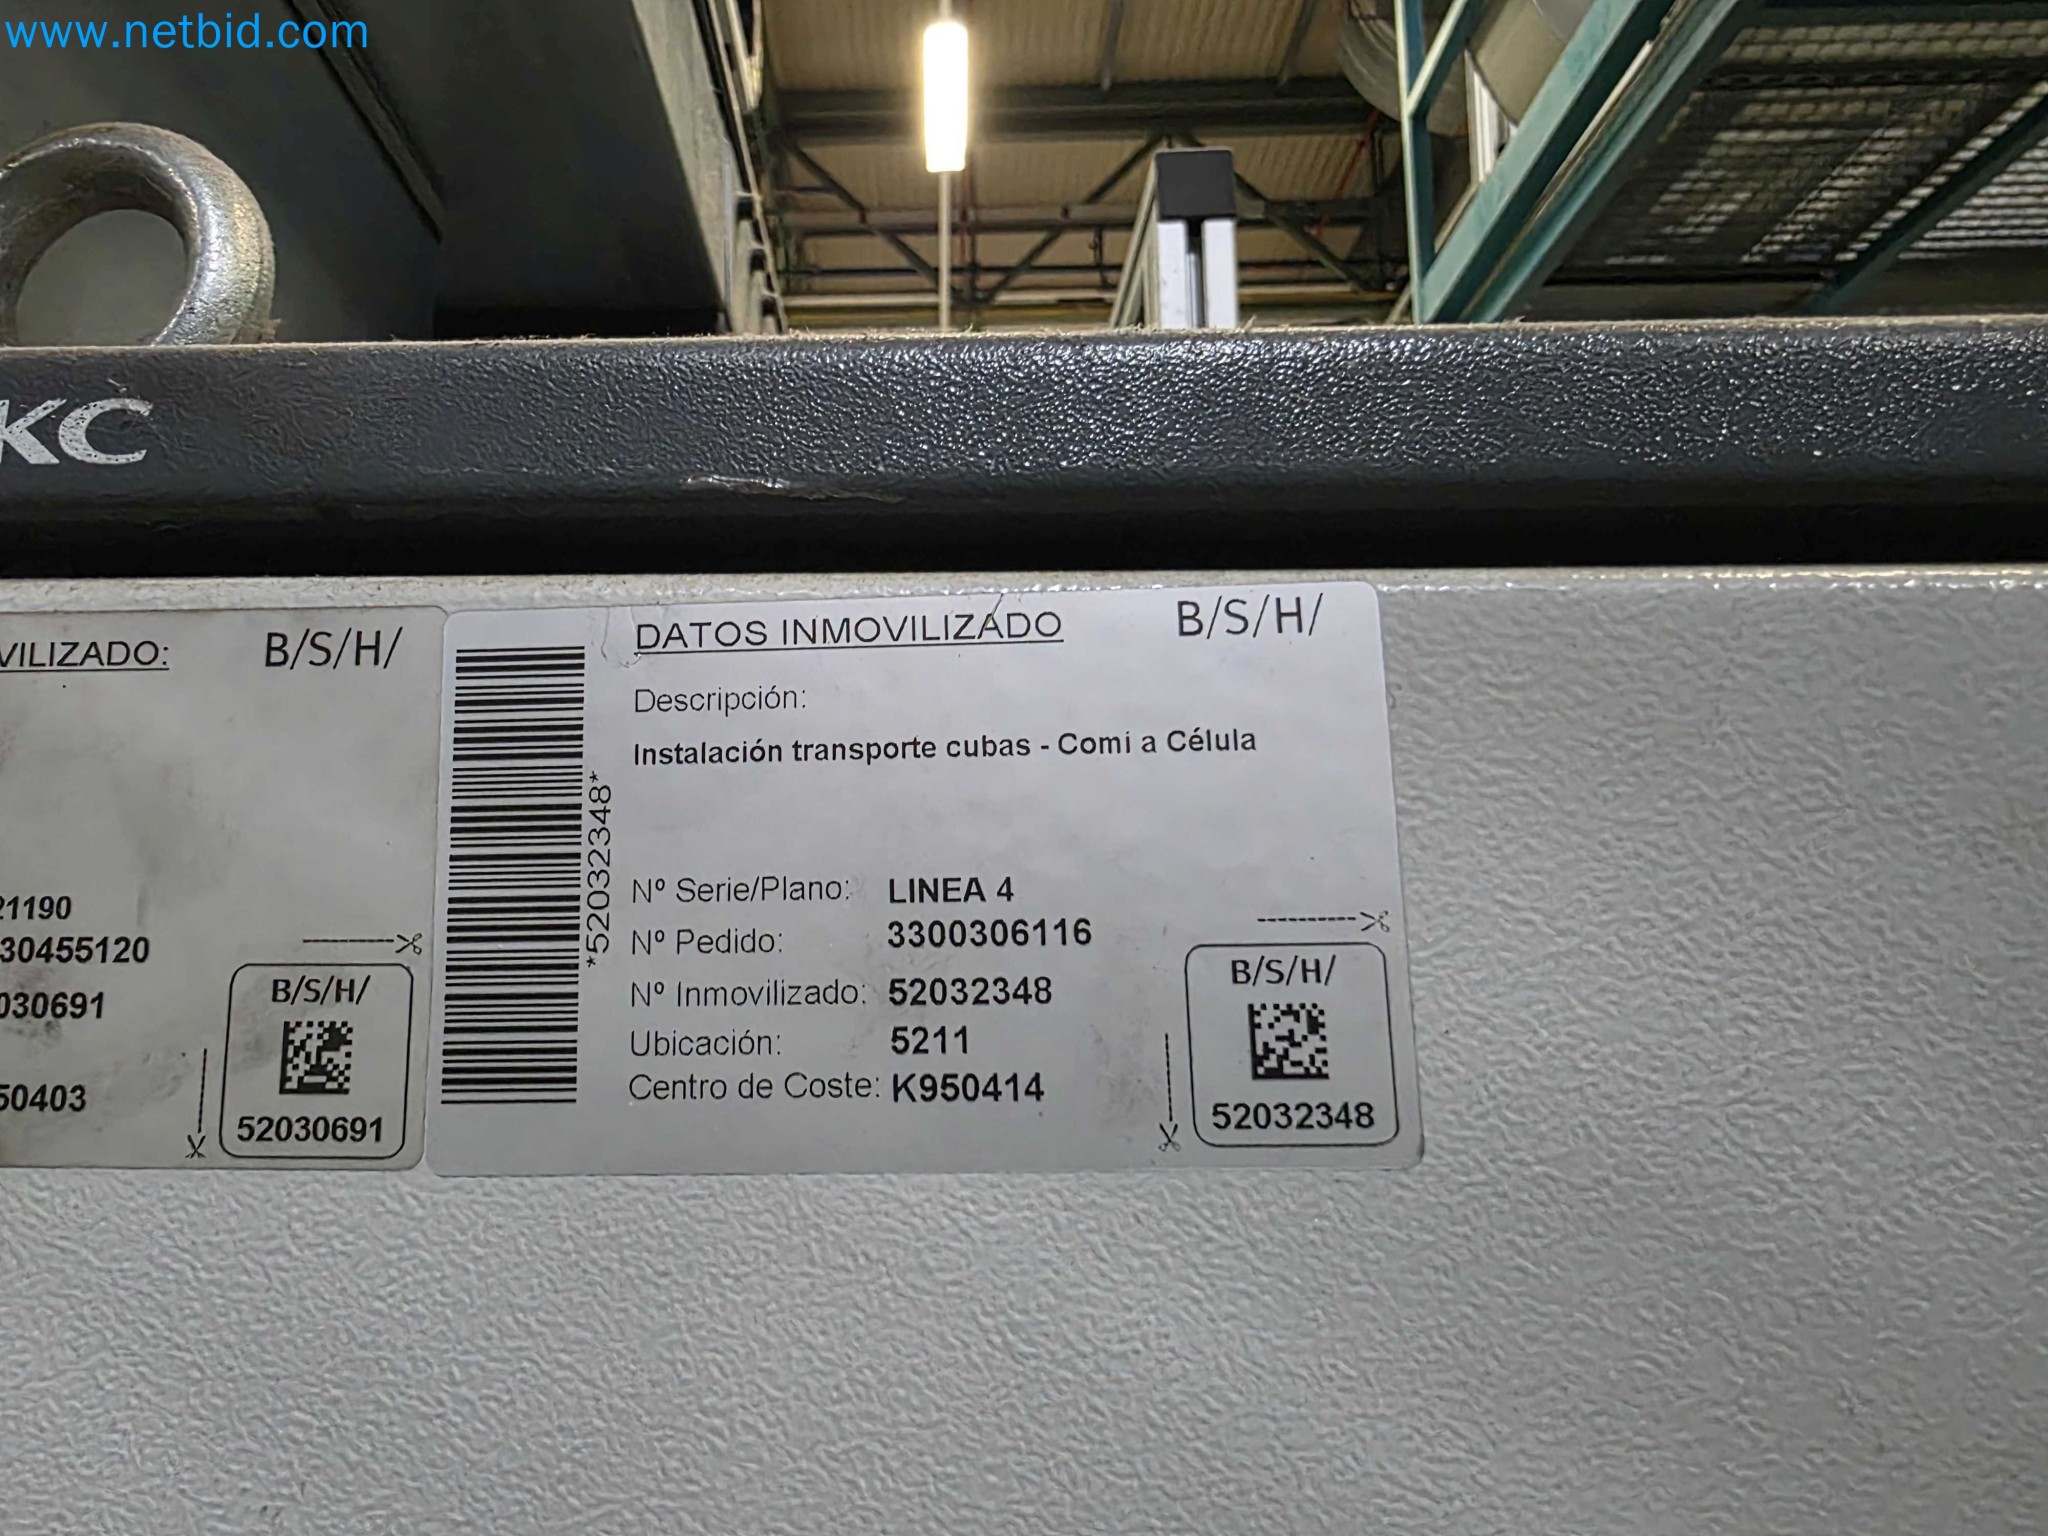 www.netbid.com
KC
VILIZADO:
B/S/H/
21190
30455120
030691
50403
B/S/H/
52030691
DATOS INMOVILIZADO
B/S/H/
Descripción:
Instalación transporte cubas - Comi a Célula
*52032348*
Nº Serie/Plano: LINEA 4
Nº Pedido: 3300306116
Nº Inmovilizado: 52032348
Ubicación: 5211
Centro de Coste: K950414
B/S/H/
52032348